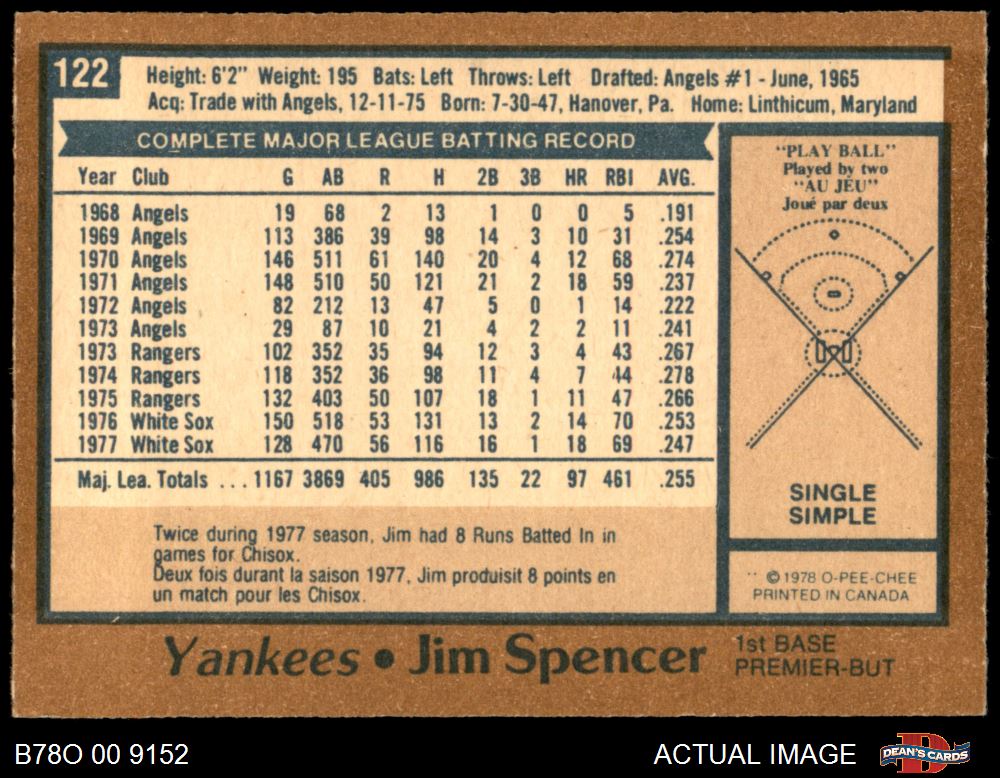 122
Height: 6'2" Weight: 195 Bats: Left Throws: Left Drafted: Angels #1 - June, 1965
Acq: Trade with Angels, 12-11-75 Born: 7-30-47, Hanover, Pa. Home: Linthicum, Maryland
COMPLETE MAJOR LEAGUE BATTING RECORD
Year Club G AB R H 2B 3B HR RBI AVG.
1968 Angels 19 68 2 13 1 0 0 5 .191
1969 Angels 113 386 39 98 14 3 10 31 .254
1970 Angels 146 511 61 140 20 4 12 68 .274
1971 Angels 148 510 50 121 21 2 18 59 .237
1972 Angels 82 212 13 47 5 0 1 14 .222
1973 Angels 29 87 10 21 4 2 2 11 .241
1973 Rangers 102 352 35 94 12 3 4 43 .267
1974 Rangers 118 352 36 98 11 4 7 44 .278
1975 Rangers 132 403 50 107 18 1 11 47 .266
1976 White Sox 150 518 53 131 13 2 14 70 .253
1977 White Sox 128 470 56 116 16 1 18 69 .247
Maj. Lea. Totals ... 1167 3869 405 986 135 22 97 461 .255
Twice during 1977 season, Jim had 8 Runs Batted In in
games for Chisox.
Deux fois durant la saison 1977, Jim produisit 8 points en
un match pour les Chisox.
"PLAY BALL"
Played by two
"AU JEU"
Joué par deux
SINGLE
SIMPLE
© 1978 O-PEE-CHEE
PRINTED IN CANADA
Yankees • Jim Spencer
1st BASE
PREMIER-BUT
B78O 00 9152
ACTUAL IMAGE
D
DEAN'S CARDS